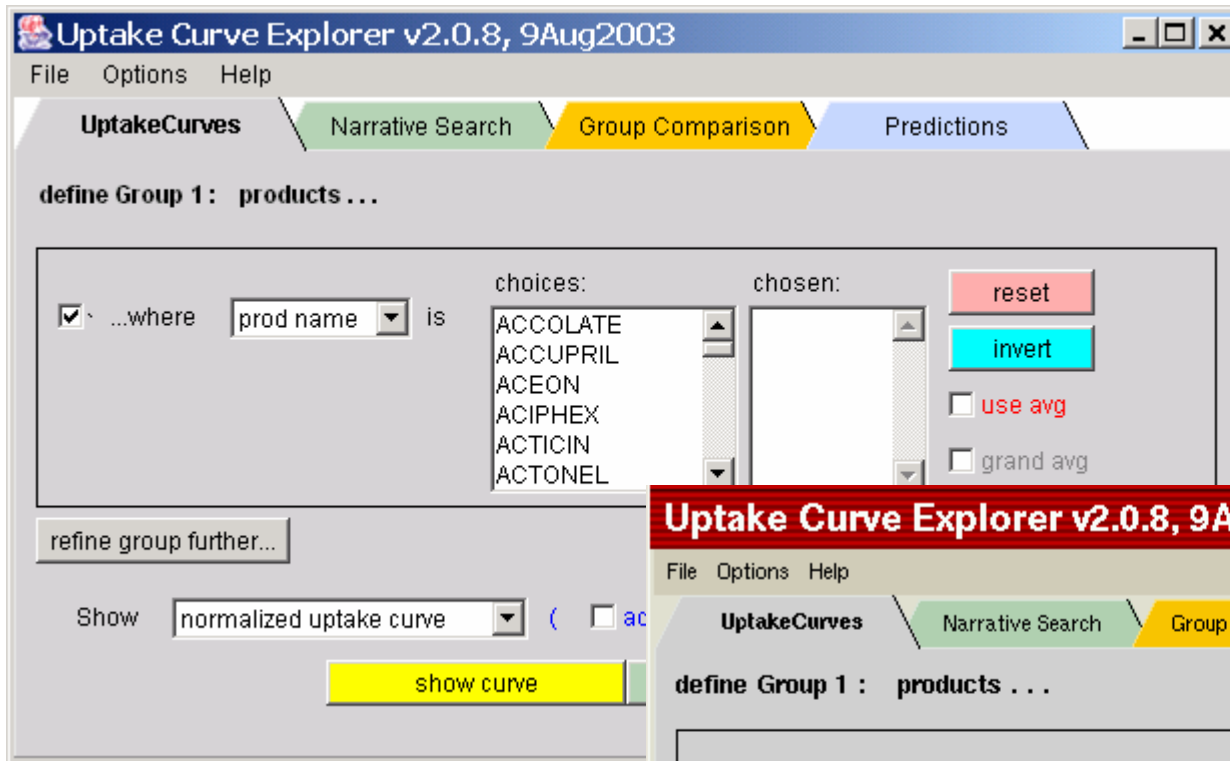 Uptake Curve Explorer v2.0.8, 9Aug2003
File Options Help
UptakeCurves Narrative Search Group Comparison Predictions
define Group 1 : products . . .
choices: chosen:
...where prod name is
ACCOLATE
ACCUPRIL
ACEON
ACIPHEX
ACTICIN
ACTONEL
reset
invert
use avg
grand avg
refine group further...
Show normalized uptake curve ( ac
show curve
Uptake Curve Explorer v2.0.8, 9A
File Options Help
UptakeCurves Narrative Search Group
define Group 1 : products . . .